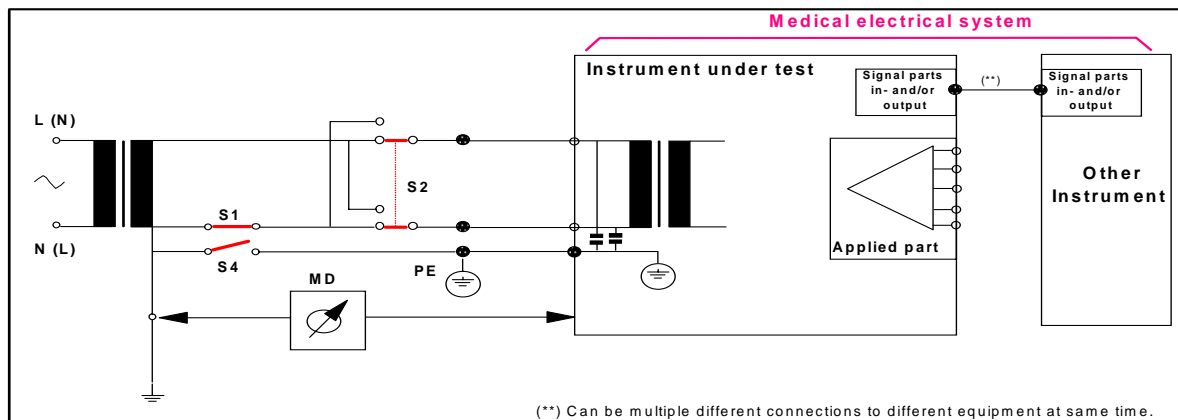 Medical electrical system
Instrument under test
Signal parts
in- and/or
output
(**)
Signal parts
in- and/or
output
L (N)
S2
Other
Instrument
S1
N (L)
S4
PE
Applied part
MD
(**) Can be multiple different connections to different equipment at same time.